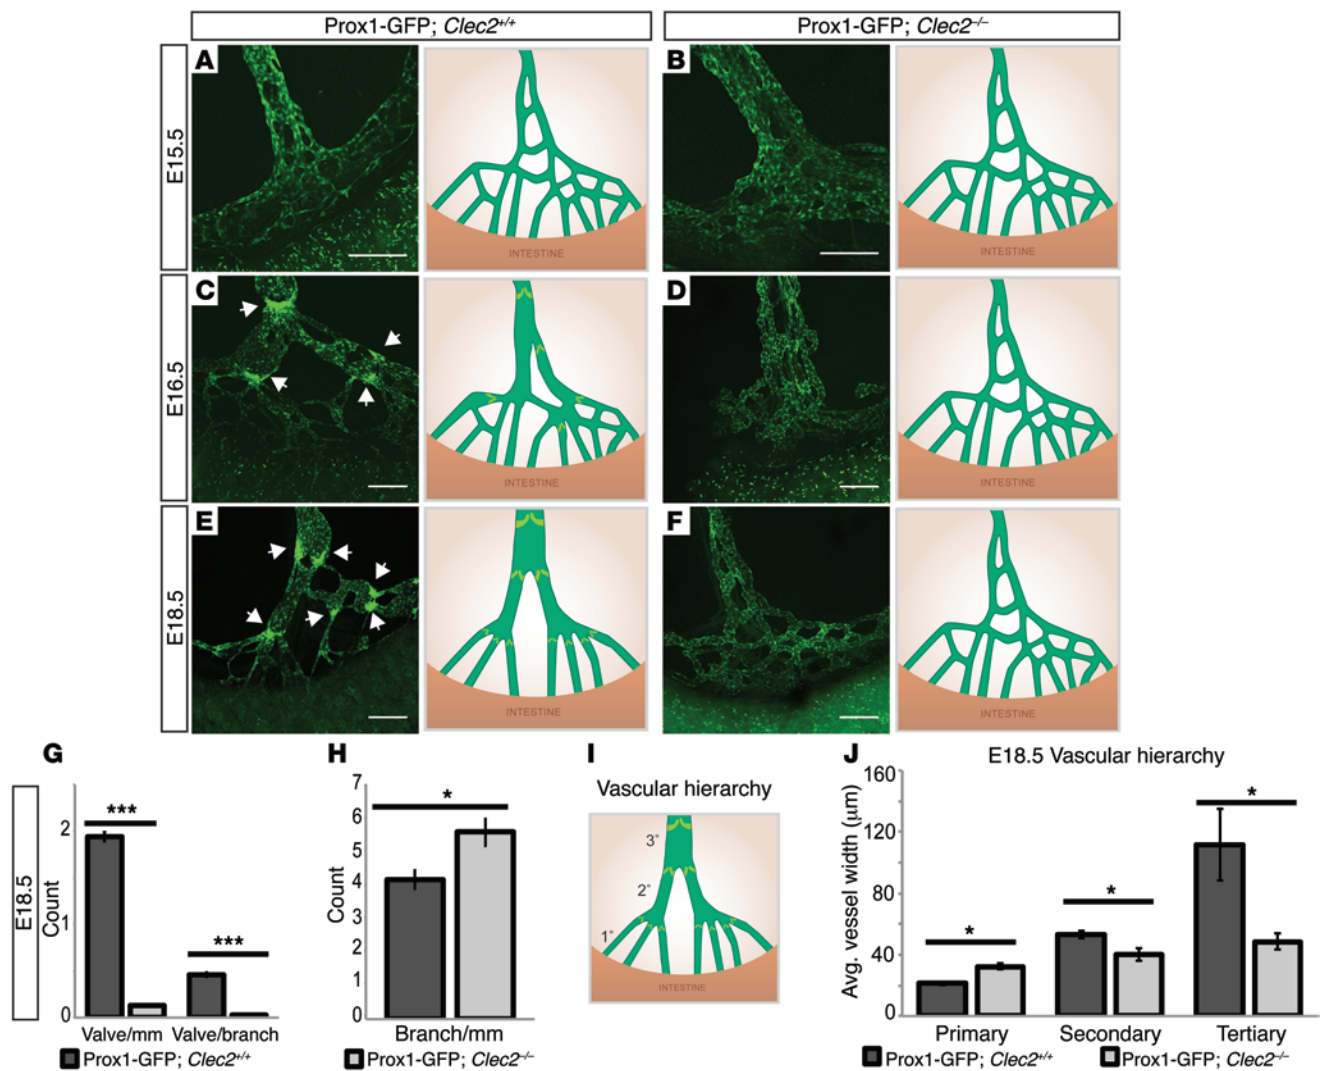 Prox1-GFP; Clec2+/+
Prox1-GFP; Clec2–/–
E15.5
A
INTESTINE
B
INTESTINE
E16.5
C
INTESTINE
D
INTESTINE
E18.5
E
INTESTINE
F
INTESTINE
G
E18.5
Count
2
1
0
***
***
Valve/mm
Valve/branch
Prox1-GFP; Clec2+/+
H
Count
7
6
5
4
3
2
1
0
*
Branch/mm
Prox1-GFP; Clec2–/–
I
Vascular hierarchy
3°
2°
1°
INTESTINE
J
E18.5 Vascular hierarchy
Avg. vessel width (μm)
160
120
80
40
0
*
*
*
Primary
Secondary
Tertiary
Prox1-GFP; Clec2+/+
Prox1-GFP; Clec2–/–